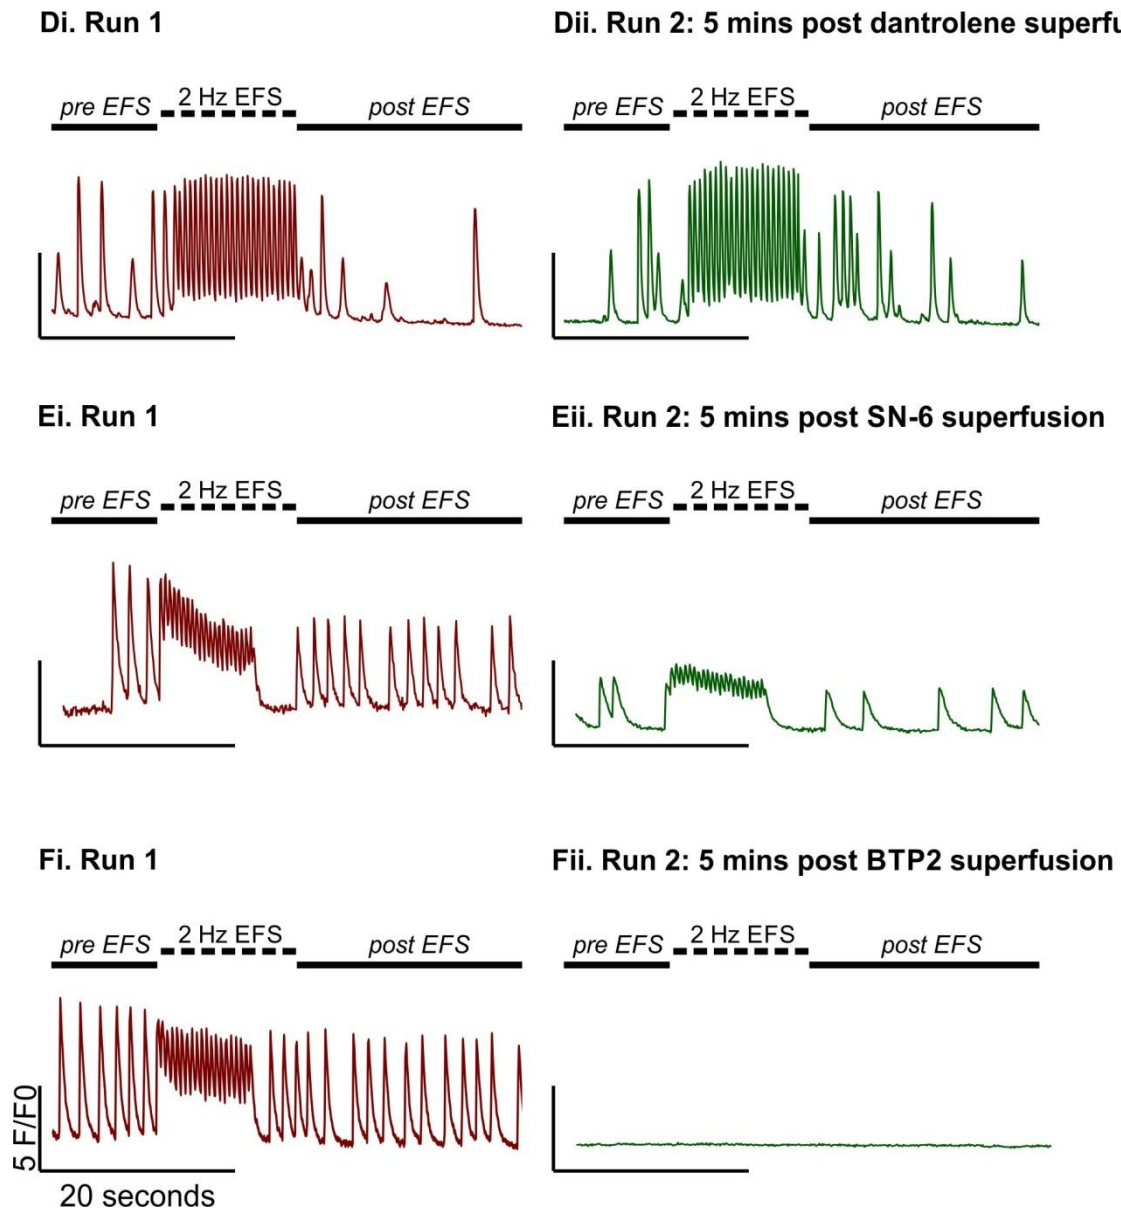 Di. Run 1
Dii. Run 2: 5 mins post dantrolene superfu
pre EFS
2 Hz EFS
post EFS
pre EFS
2 Hz EFS
post EFS
Ei. Run 1
Eii. Run 2: 5 mins post SN-6 superfusion
pre EFS
2 Hz EFS
post EFS
pre EFS
2 Hz EFS
post EFS
Fi. Run 1
Fii. Run 2: 5 mins post BTP2 superfusion
pre EFS
2 Hz EFS
post EFS
pre EFS
2 Hz EFS
post EFS
5 F/F0
20 seconds